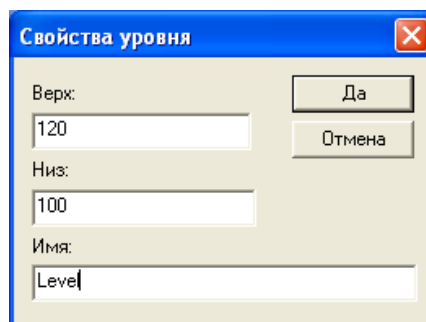 Свойства уровня
Верх:
120
Да
Отмена
Низ:
100
Имя:
Level